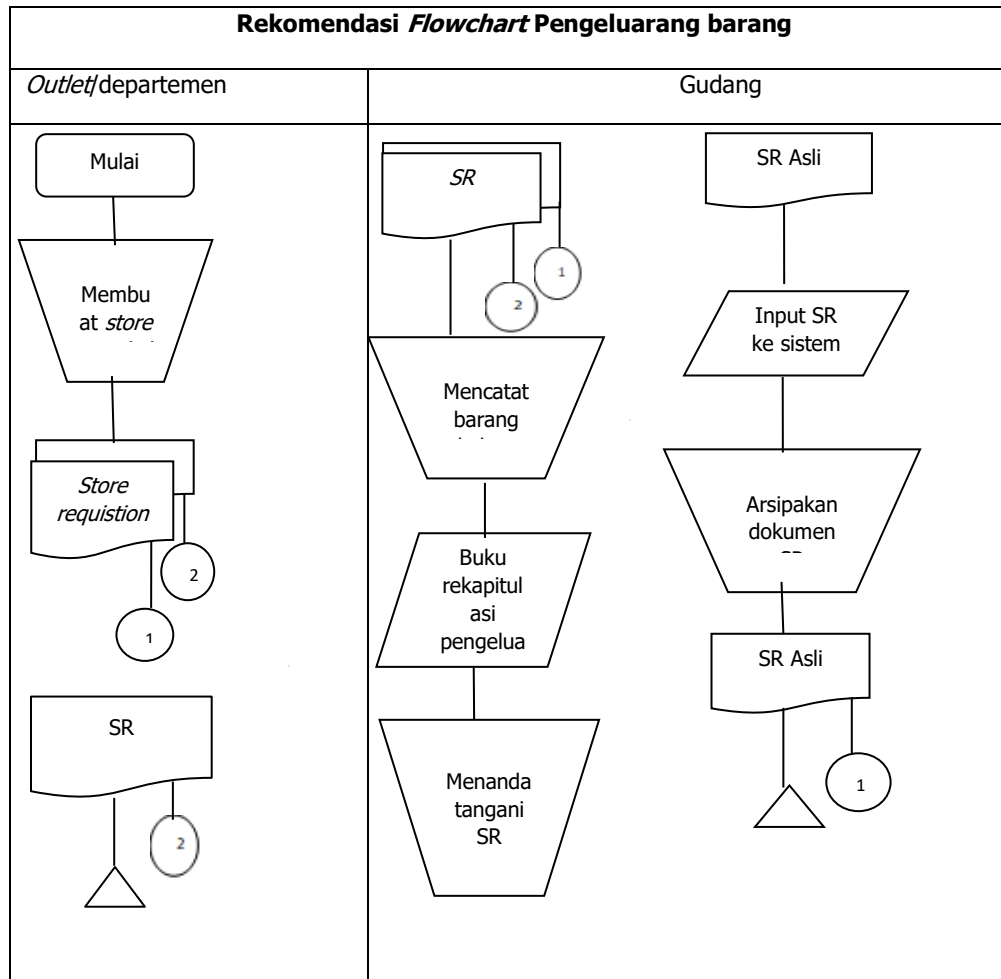 Rekomendasi Flowchart Pengeluarang barang
Outlet/departemen
Gudang
Mulai
Membu
at store
Store
requistion
2
1
SR
2
SR
1
2
Mencatat
barang
Buku
rekapitul
asi
pengelua
Menanda
tangani
SR
SR Asli
Input SR
ke sistem
Arsipakan
dokumen
SR Asli
1